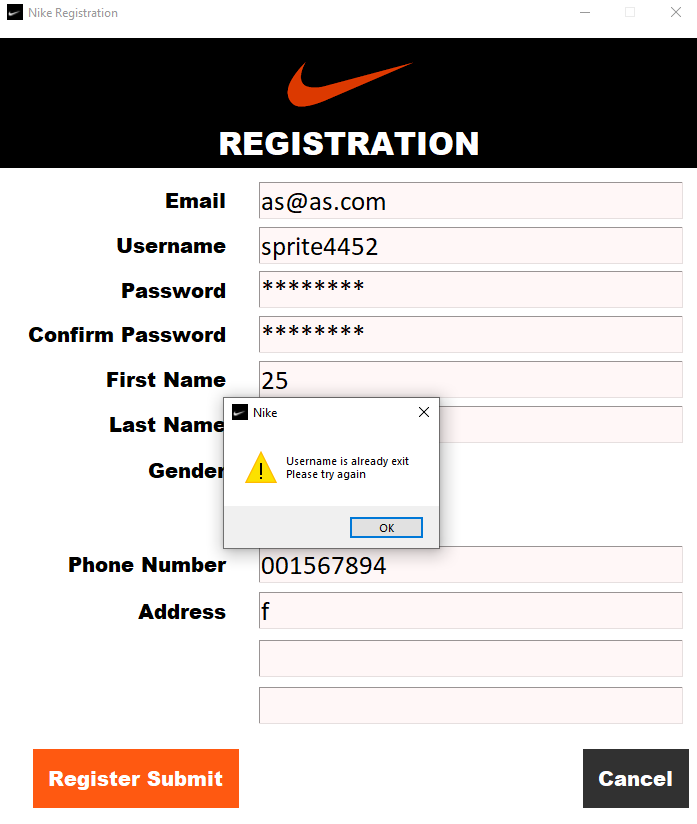 Nike Registration
REGISTRATION
Email as@as.com
Username sprite4452
Password ********
Confirm Password ********
First Name 25
Last Name
Nike
Gender
Username is already exit
Please try again
OK
Phone Number 001567894
Address f
Register Submit Cancel